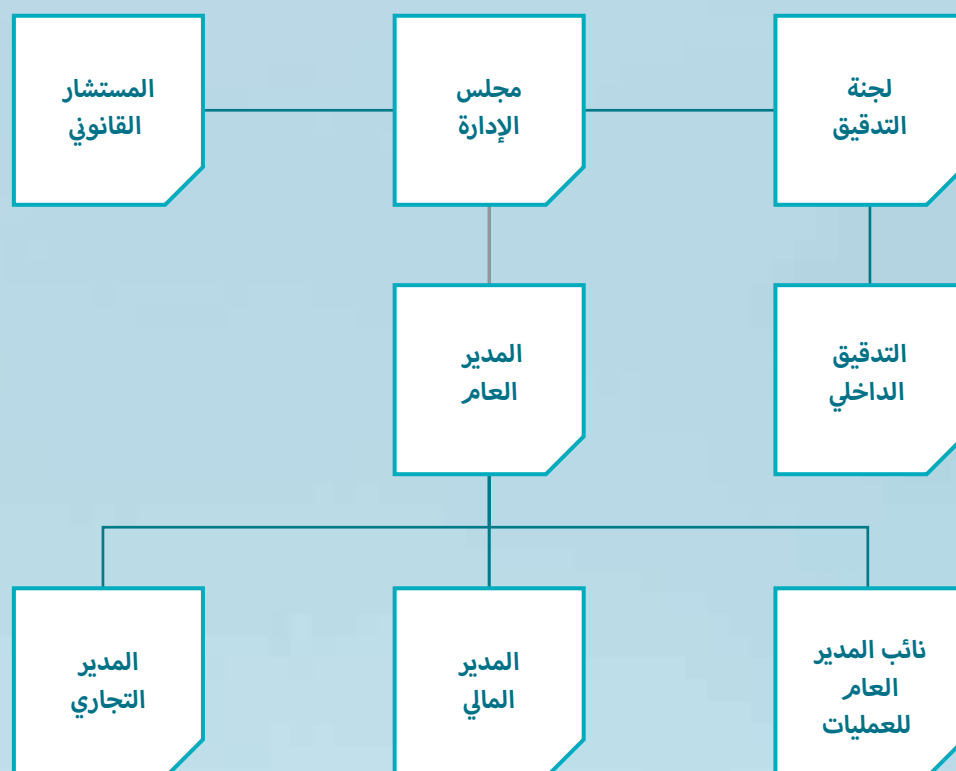 لجنة
التدقيق
مجلس
الإدارة
المستشار
القانوني
التدقيق
الداخلي
المدير
العام
نائب المدير
العام
للعمليات
المدير
المالي
المدير
التجاري